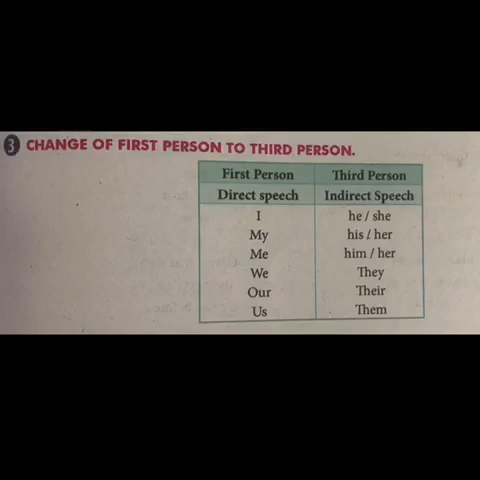 3 CHANGE OF FIRST PERSON TO THIRD PERSON.
First Person Third Person
Direct speech Indirect Speech
I he / she
My his / her
Me him / her
We They
Our Their
Us Them